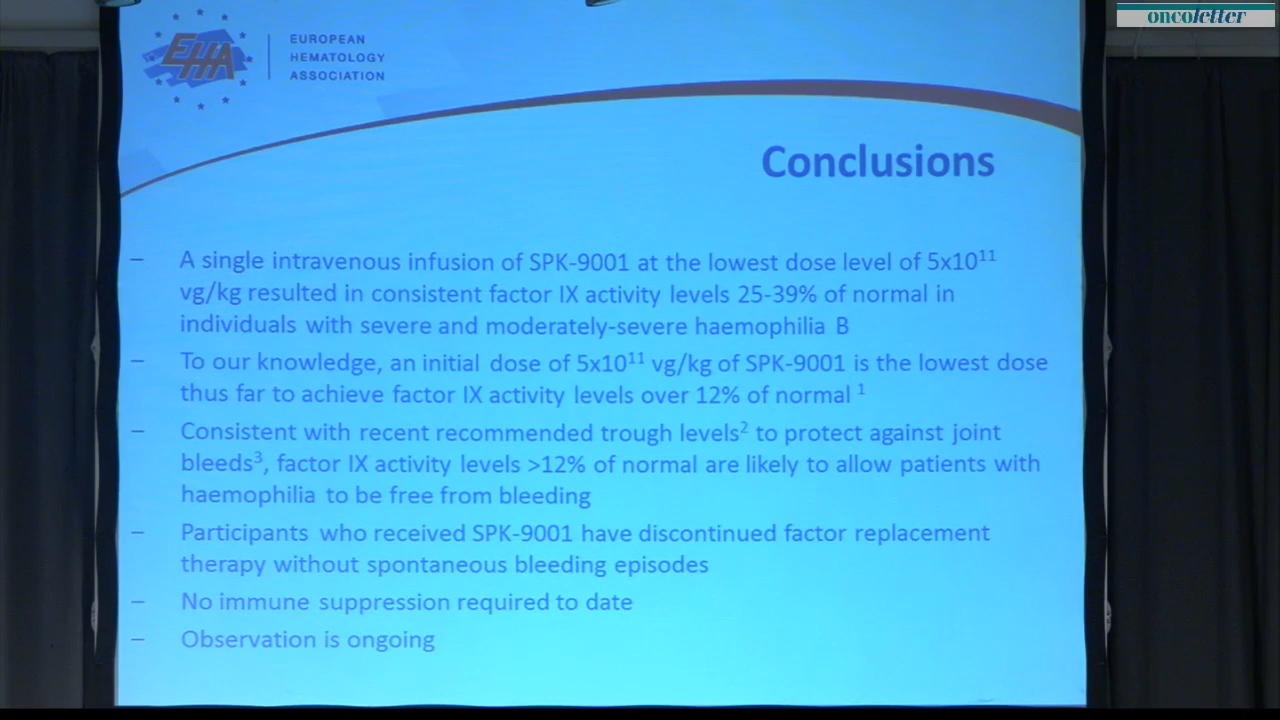 oncoletter
EHA
EUROPEAN
HEMATOLOGY
ASSOCIATION
Conclusions
– A single intravenous infusion of SPK-9001 at the lowest dose level of 5x10¹¹
vg/kg resulted in consistent factor IX activity levels 25-39% of normal in
individuals with severe and moderately-severe haemophilia B
– To our knowledge, an initial dose of 5x10¹¹ vg/kg of SPK-9001 is the lowest dose
thus far to achieve factor IX activity levels over 12% of normal ¹
– Consistent with recent recommended trough levels² to protect against joint
bleeds³, factor IX activity levels >12% of normal are likely to allow patients with
haemophilia to be free from bleeding
– Participants who received SPK-9001 have discontinued factor replacement
therapy without spontaneous bleeding episodes
– No immune suppression required to date
– Observation is ongoing